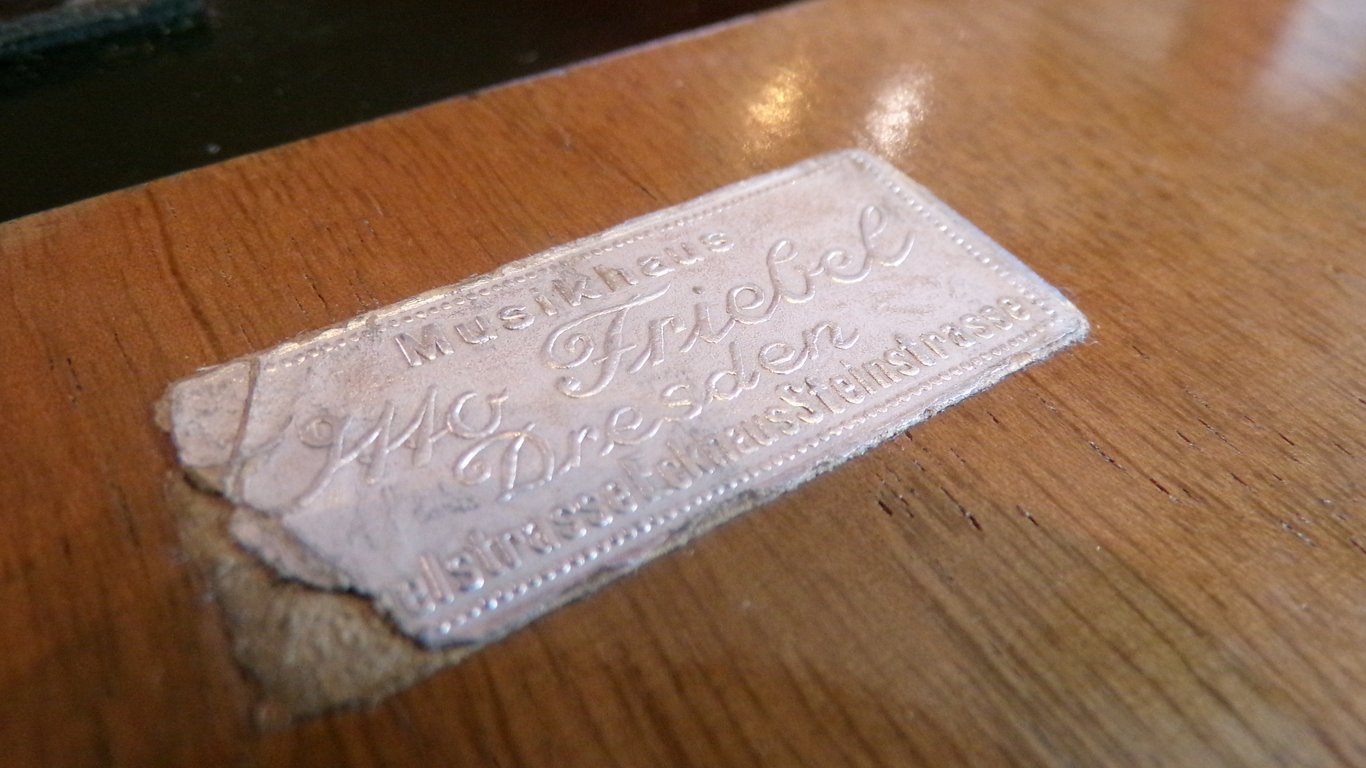 Musikhaus
Otto Friebel
Dresden
elstrasse Eckhaus Steinstrasse